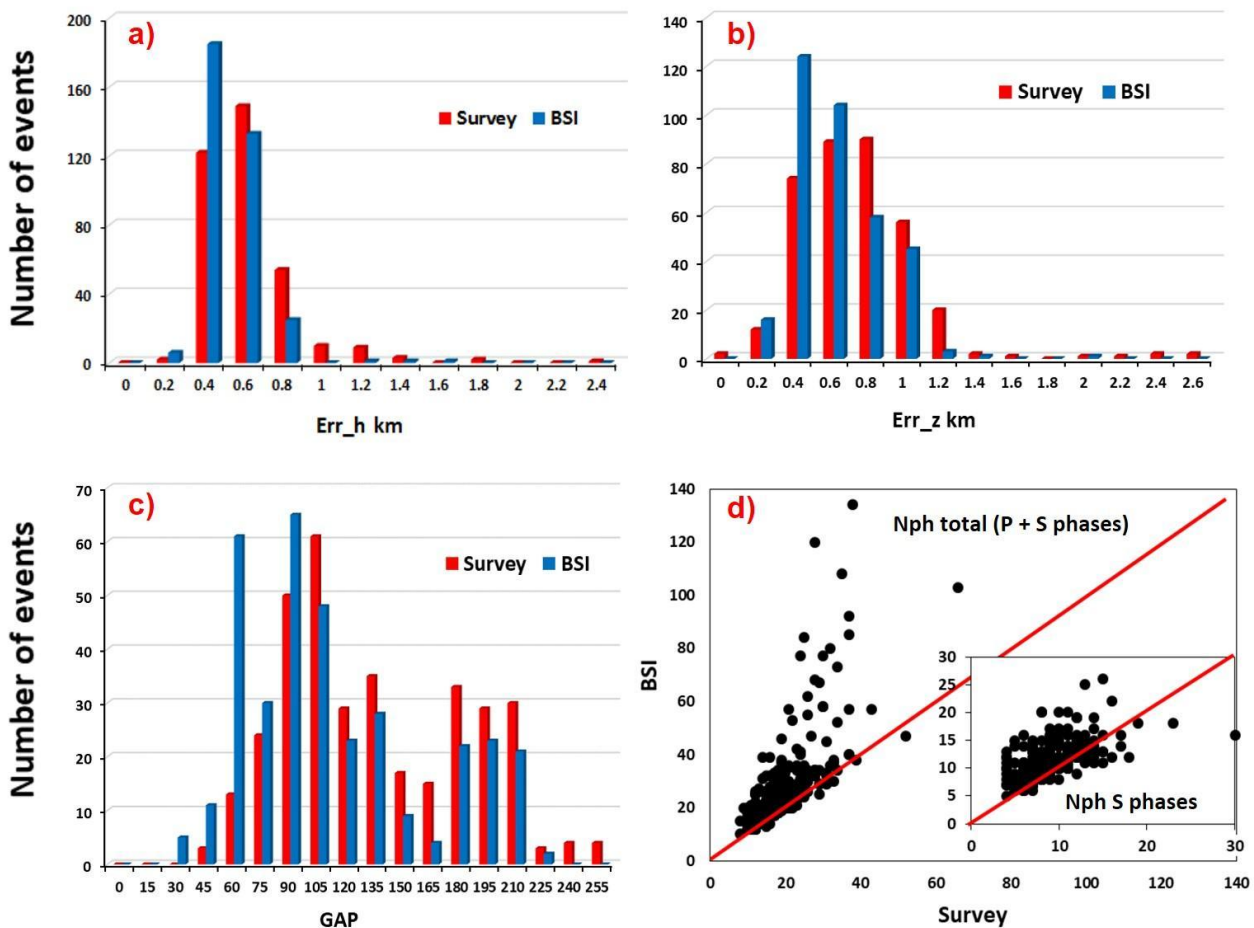 a)
Number of events
200
160
120
80
40
0
Survey BSI
0 0.2 0.4 0.6 0.8 1 1.2 1.4 1.6 1.8 2 2.2 2.4
Err_h km
b)
140
120
100
80
60
40
20
0
Survey BSI
0 0.2 0.4 0.6 0.8 1 1.2 1.4 1.6 1.8 2 2.2 2.4 2.6
Err_z km
c)
Number of events
70
60
50
40
30
20
10
0
Survey BSI
0 15 30 45 60 75 90 105 120 135 150 165 180 195 210 225 240 255
GAP
d)
Nph total (P + S phases)
BSI
140
120
100
80
60
40
20
0
30
25
20
15
10
5
0
Nph S phases
0 10 20 30
0 20 40 60 80 100 120 140
Survey